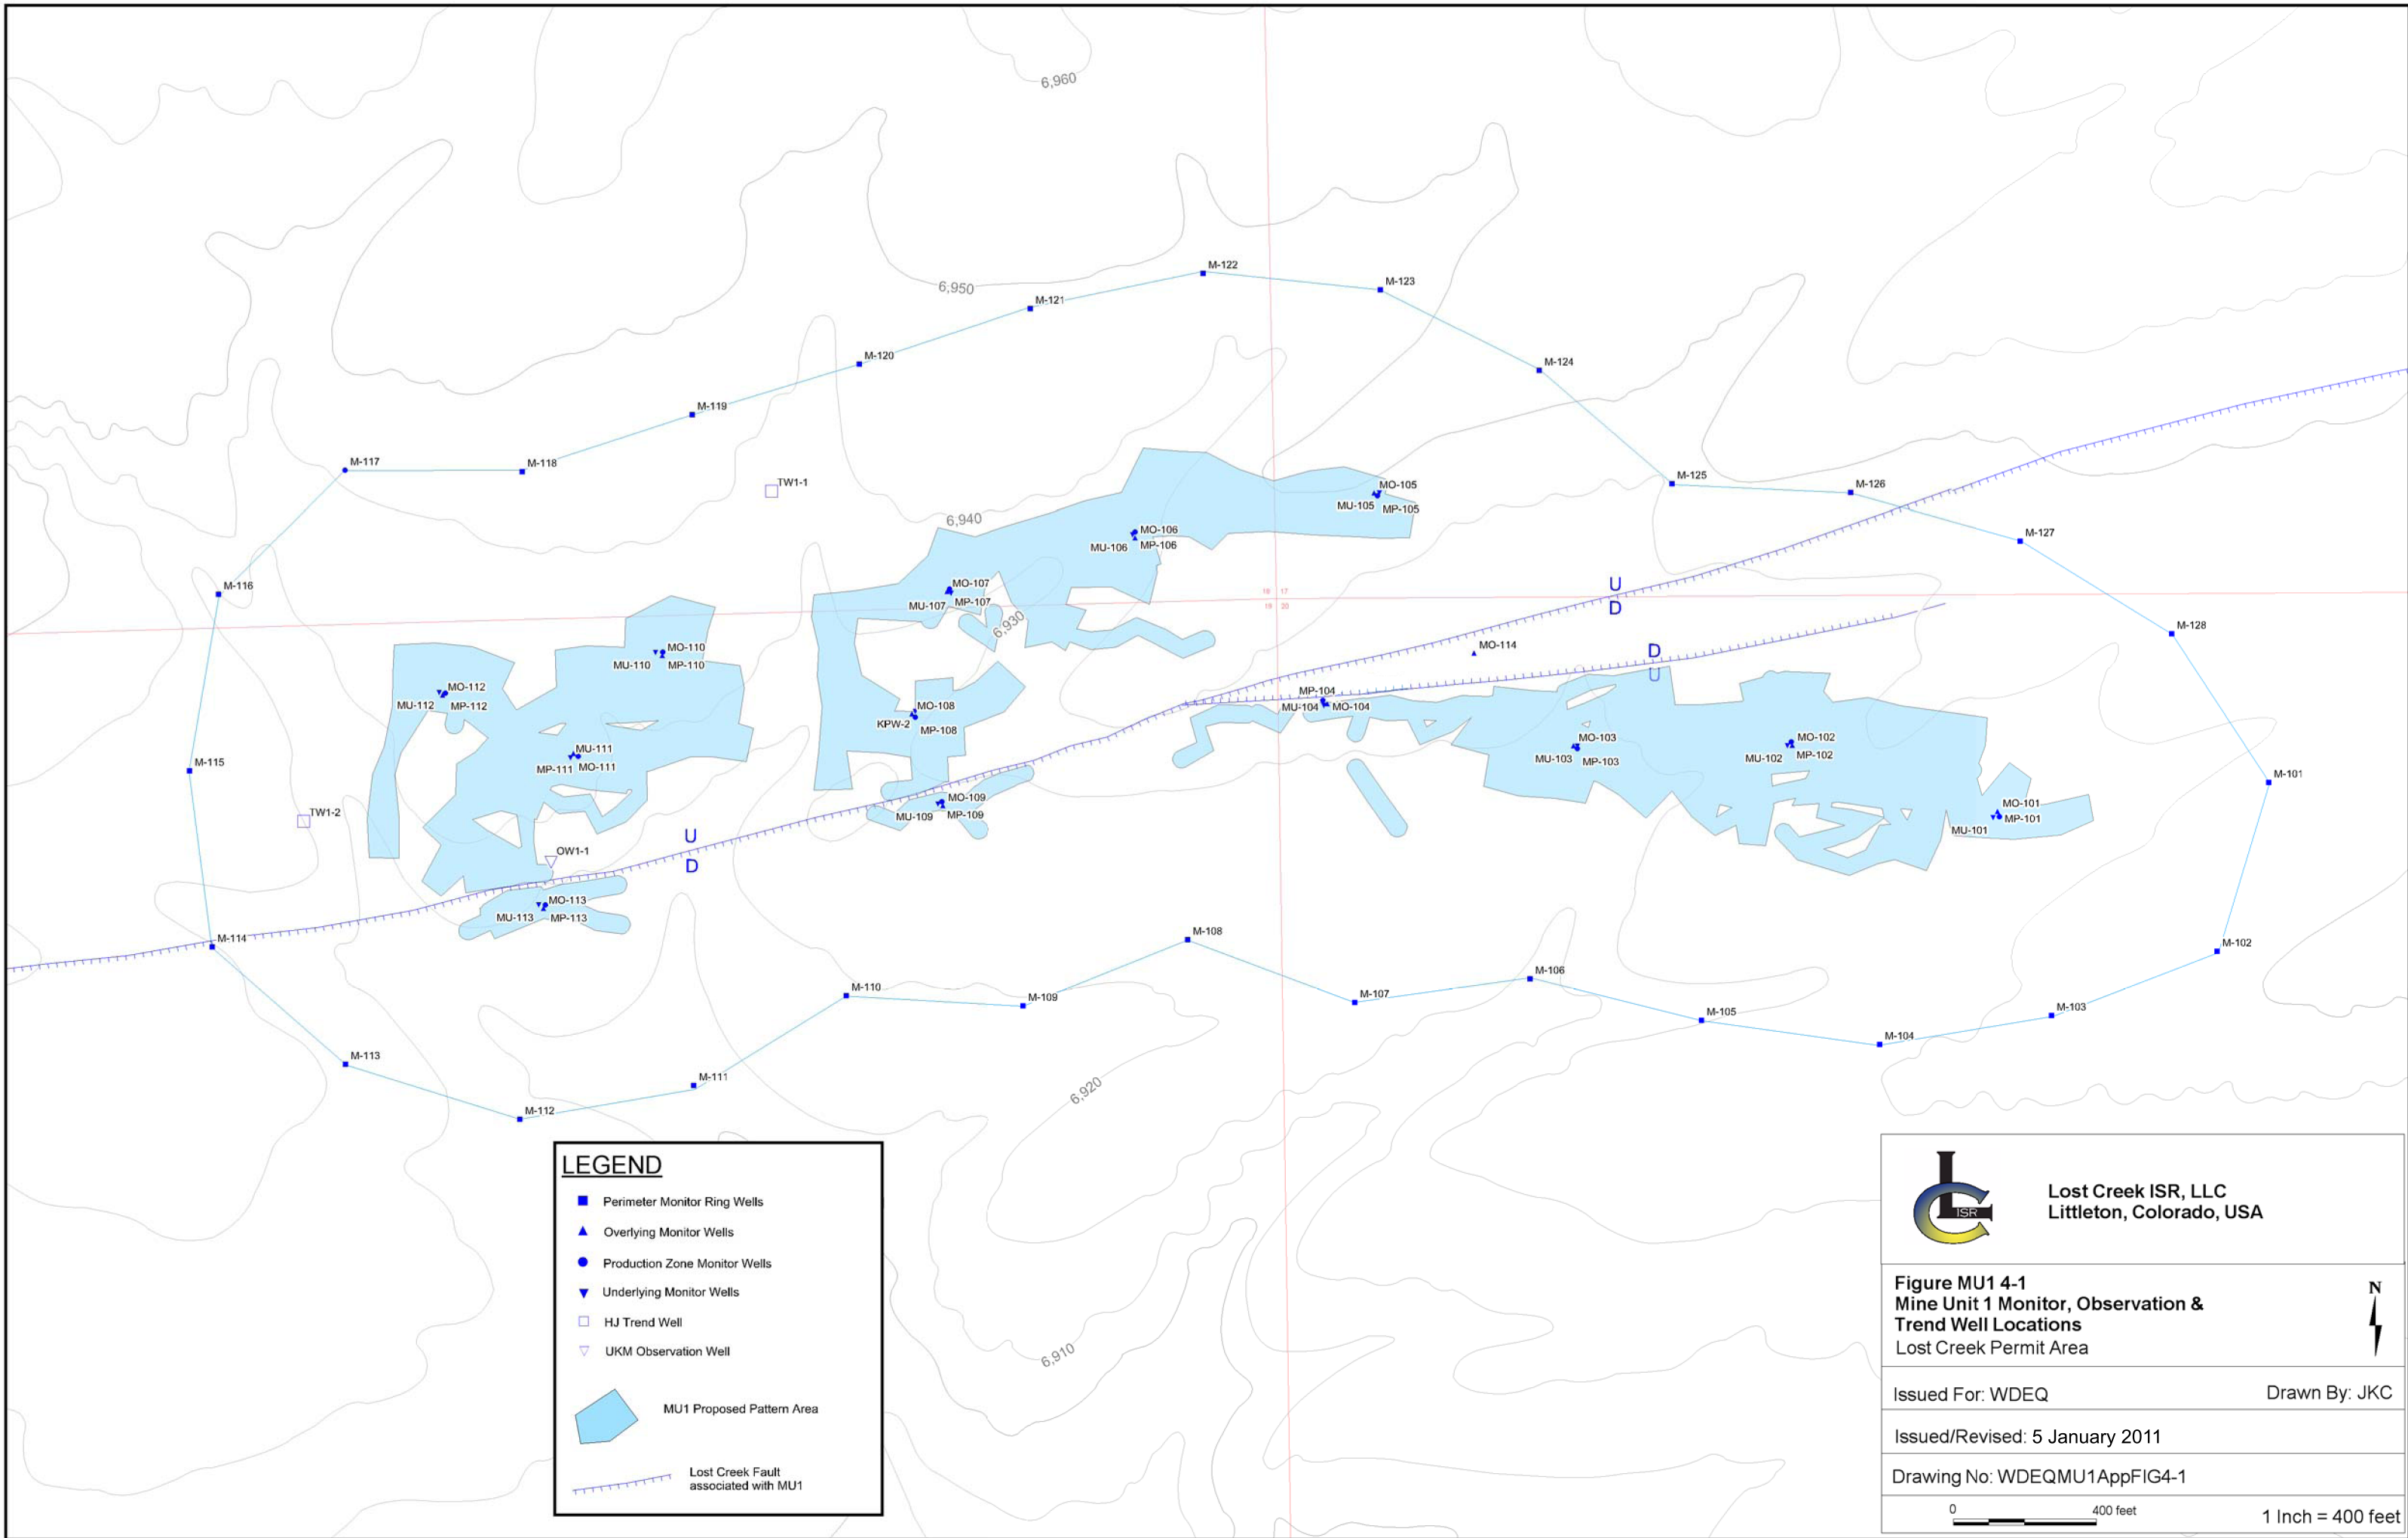 6,960
M-122
M-123
6,950
M-121
M-120
M-124
M-119
M-117
M-118
M-125
M-126
TW1-1
MO-105
MU-105
MP-105
6,940
MO-106
MU-106
MP-106
M-127
M-116
MO-107
MU-107
MP-107
18 17
19 20
U
D
6,930
M-128
MO-110
MU-110
MP-110
MO-114
D
U
MO-112
MU-112
MP-112
MP-104
MU-104
MO-104
MO-108
KPW-2
MP-108
MU-111
MP-111
MO-111
MO-103
MU-103
MP-103
MO-102
MU-102
MP-102
M-115
M-101
MO-109
MU-109
MP-109
MO-101
MP-101
MU-101
TW1-2
U
D
OW1-1
MO-113
MU-113
MP-113
M-114
M-108
M-102
M-106
M-110
M-109
M-107
M-105
M-103
M-104
M-113
M-111
6,920
M-112
6,910
LEGEND
Perimeter Monitor Ring Wells
Overlying Monitor Wells
Production Zone Monitor Wells
Underlying Monitor Wells
HJ Trend Well
UKM Observation Well
MU1 Proposed Pattern Area
Lost Creek Fault
associated with MU1
LC
ISR
Lost Creek ISR, LLC
Littleton, Colorado, USA
Figure MU1 4-1
Mine Unit 1 Monitor, Observation &
Trend Well Locations
Lost Creek Permit Area
N
Issued For: WDEQ Drawn By: JKC
Issued/Revised: 5 January 2011
Drawing No: WDEQMU1AppFIG4-1
0 400 feet
1 Inch = 400 feet